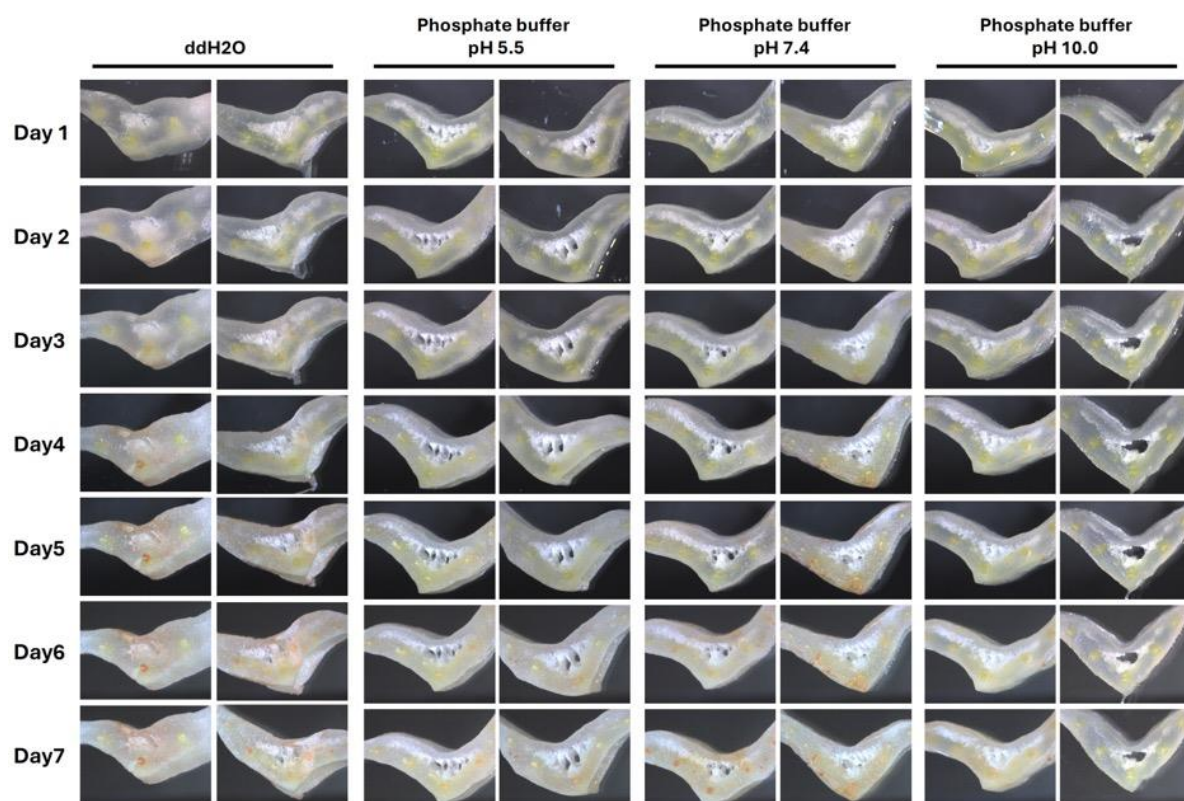 ddH2O
Phosphate buffer
pH 5.5
Phosphate buffer
pH 7.4
Phosphate buffer
pH 10.0
Day 1
Day 2
Day3
Day4
Day5
Day6
Day7